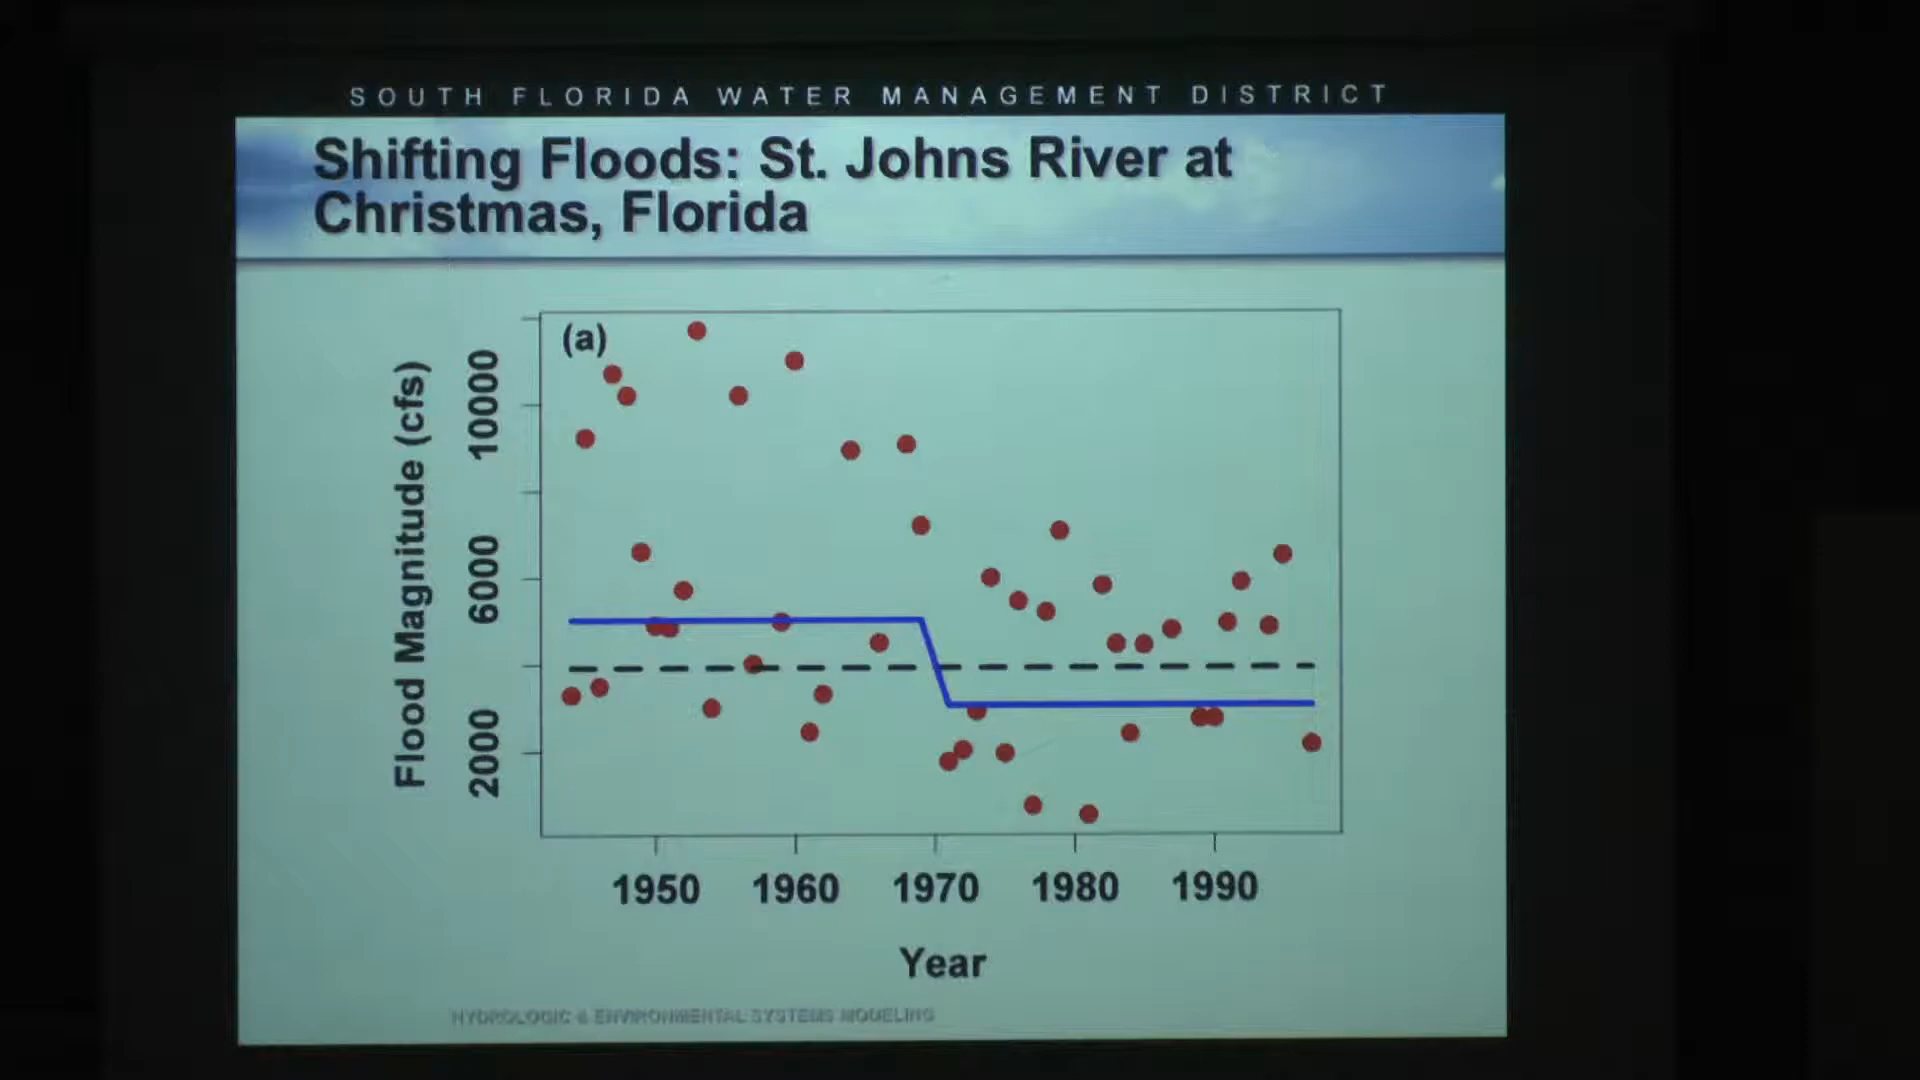 SOUTH FLORIDA WATER MANAGEMENT DISTRICT
Shifting Floods: St. Johns River at
Christmas, Florida
(a)
Flood Magnitude (cfs)
10000
6000
2000
1950 1960 1970 1980 1990
Year
HYDROLOGIC & ENVIRONMENTAL SYSTEMS MODELING